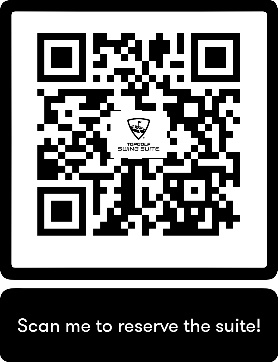 TOPGOLF
SWING SUITE
Scan me to reserve the suite!